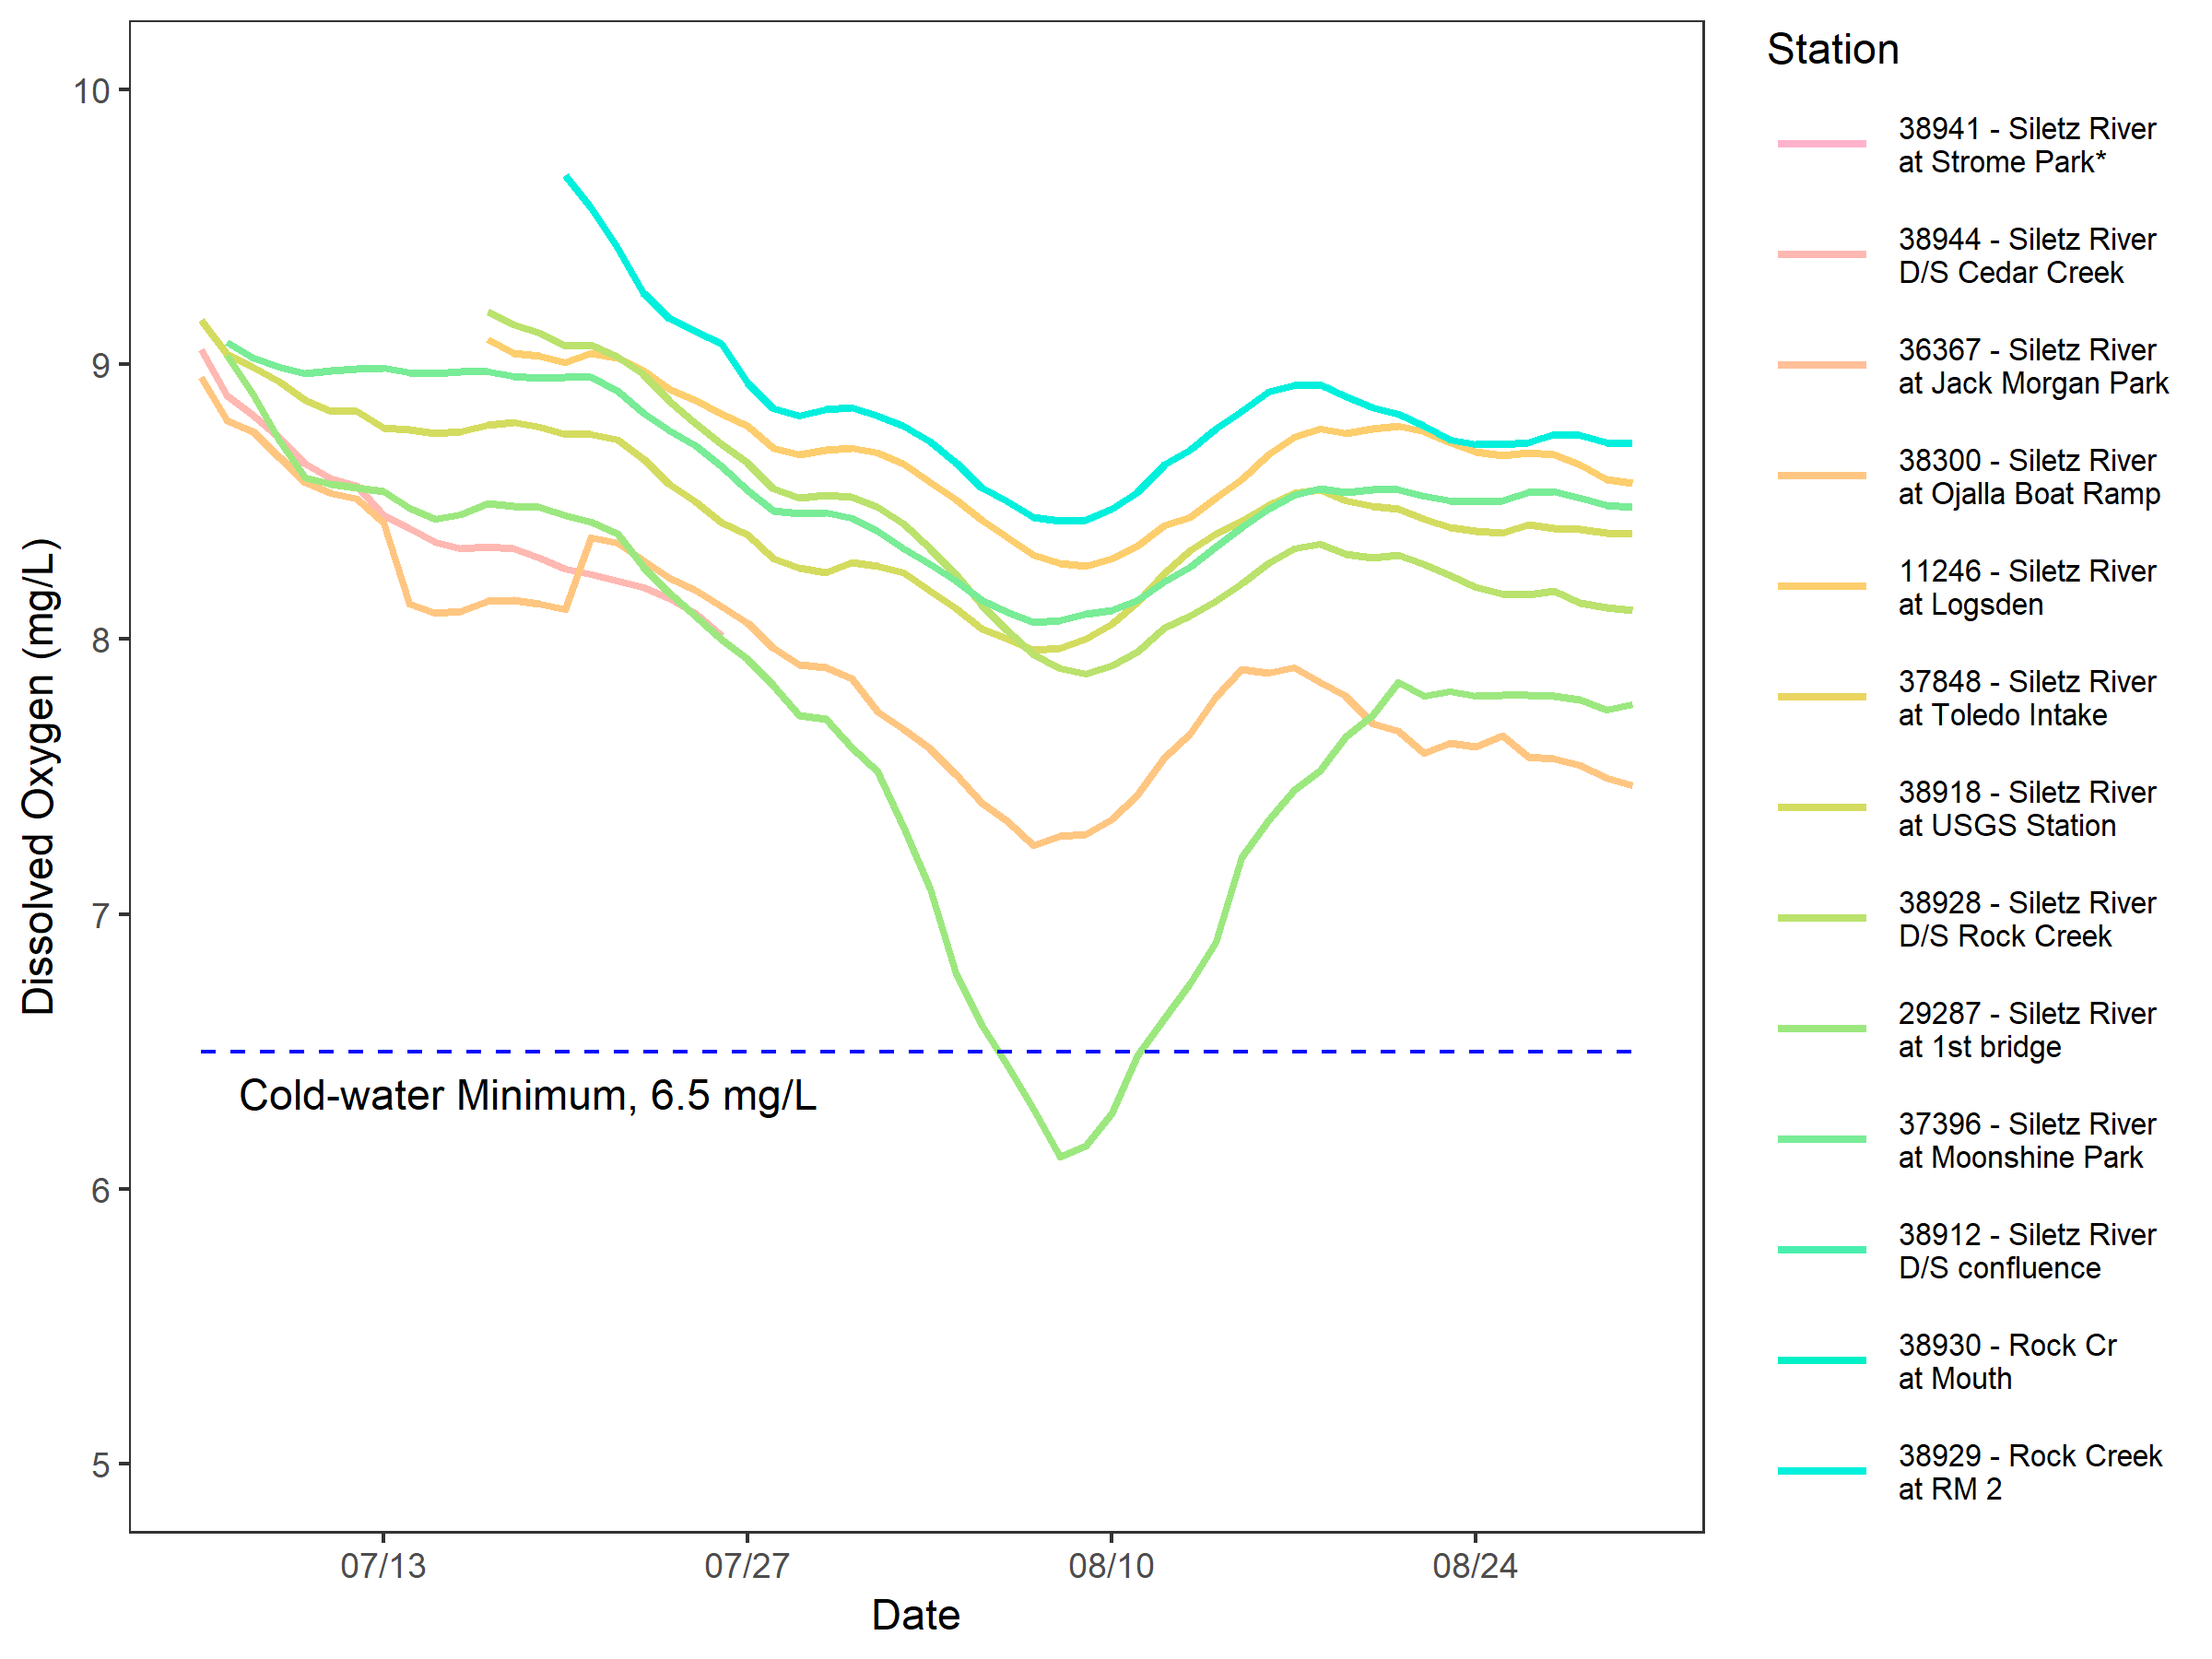 10
9
8
7
6
5
Dissolved Oxygen (mg/L)
Cold-water Minimum, 6.5 mg/L
07/13
07/27
08/10
08/24
Date
Station
38941 - Siletz River
at Strome Park*
38944 - Siletz River
D/S Cedar Creek
36367 - Siletz River
at Jack Morgan Park
38300 - Siletz River
at Ojalla Boat Ramp
11246 - Siletz River
at Logsden
37848 - Siletz River
at Toledo Intake
38918 - Siletz River
at USGS Station
38928 - Siletz River
D/S Rock Creek
29287 - Siletz River
at 1st bridge
37396 - Siletz River
at Moonshine Park
38912 - Siletz River
D/S confluence
38930 - Rock Cr
at Mouth
38929 - Rock Creek
at RM 2